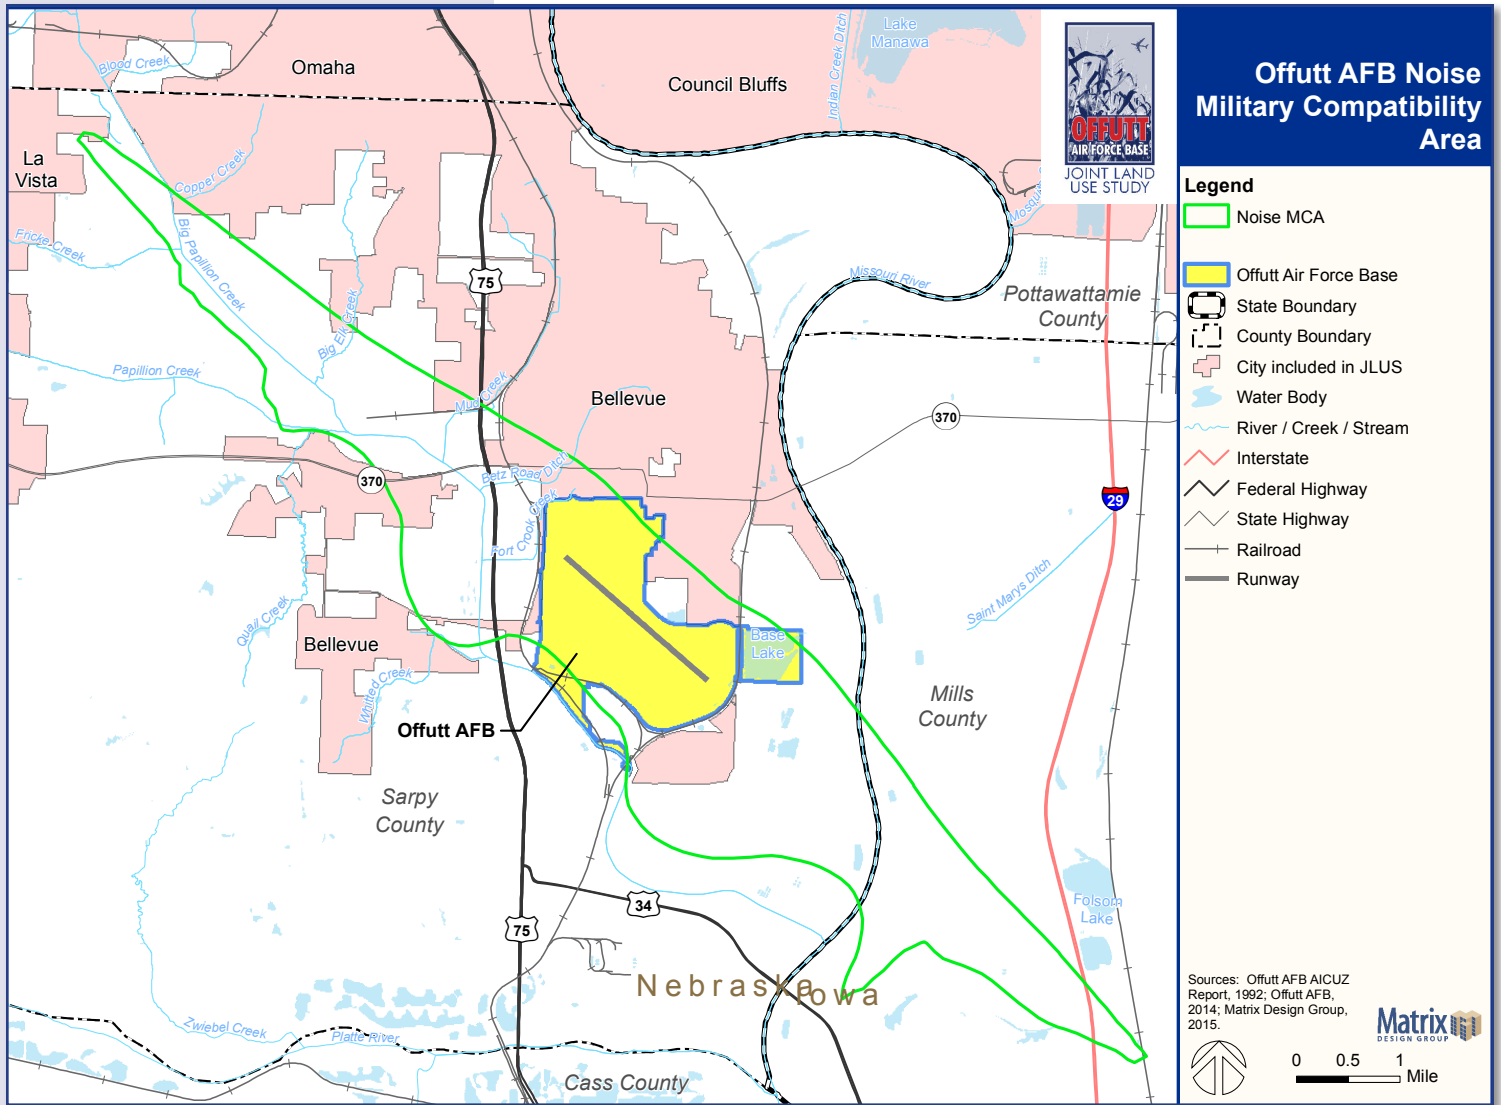 Offutt AFB Noise
Military Compatibility
Area
OFFUTT
AIR FORCE BASE
JOINT LAND
USE STUDY
Legend
Noise MCA
Offutt Air Force Base
State Boundary
County Boundary
City included in JLUS
Water Body
River / Creek / Stream
Interstate
Federal Highway
State Highway
Railroad
Runway
Sources: Offutt AFB AICUZ
Report, 1992; Offutt AFB,
2014; Matrix Design Group,
2015.
Matrix
DESIGN GROUP
0 0.5 1
Mile
Blood Creek
Omaha
Council Bluffs
Lake
Manawa
Indian Creek Ditch
La
Vista
Copper Creek
Fricke Creek
Big Papillion Creek
Big Elk Creek
75
Missouri River
Pottawattamie
County
Papillion Creek
Mud Creek
Bellevue
370
370
Betz Road Ditch
Fort Crook Creek
29
Saint Marys Ditch
Quail Creek
Bellevue
Whitted Creek
Base
Lake
Offutt AFB
Mills
County
Sarpy
County
34
75
Folsom
Lake
Nebraska
Iowa
Zwiebel Creek
Platte River
Cass County